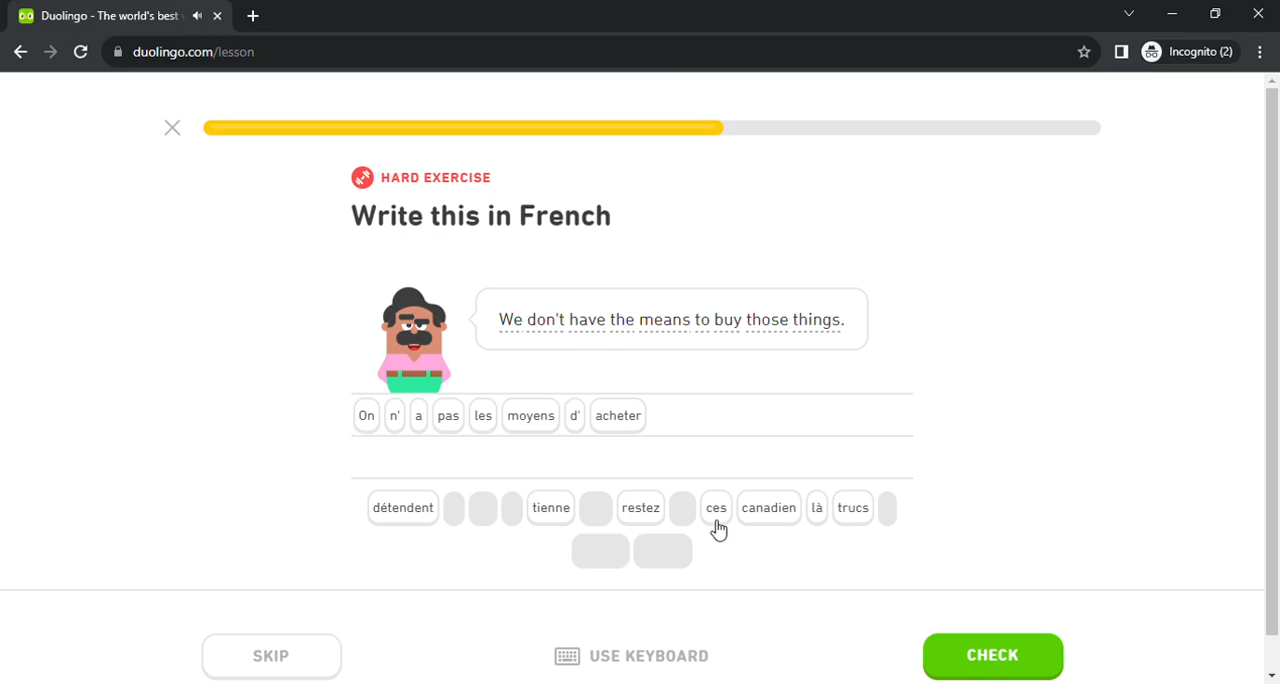 Duolingo - The world's best
duolingo.com/lesson
Incognito (2)
HARD EXERCISE
Write this in French
We don't have the means to buy those things.
On n' a pas les moyens d' acheter
détendent tienne restez ces canadien là trucs
SKIP USE KEYBOARD CHECK